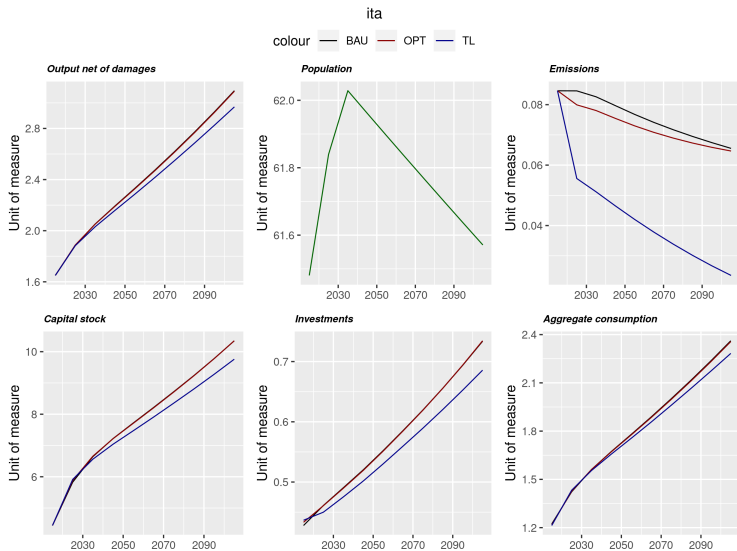 ita
colour BAU OPT TL
Output net of damages
Population
Emissions
Unit of measure
2.8
2.4
2.0
1.6
2030 2050 2070 2090
Unit of measure
62.0
61.8
61.6
2030 2050 2070 2090
Unit of measure
0.08
0.06
0.04
2030 2050 2070 2090
Capital stock
Investments
Aggregate consumption
Unit of measure
10
8
6
2030 2050 2070 2090
Unit of measure
0.7
0.6
0.5
2030 2050 2070 2090
Unit of measure
2.4
2.1
1.8
1.5
1.2
2030 2050 2070 2090